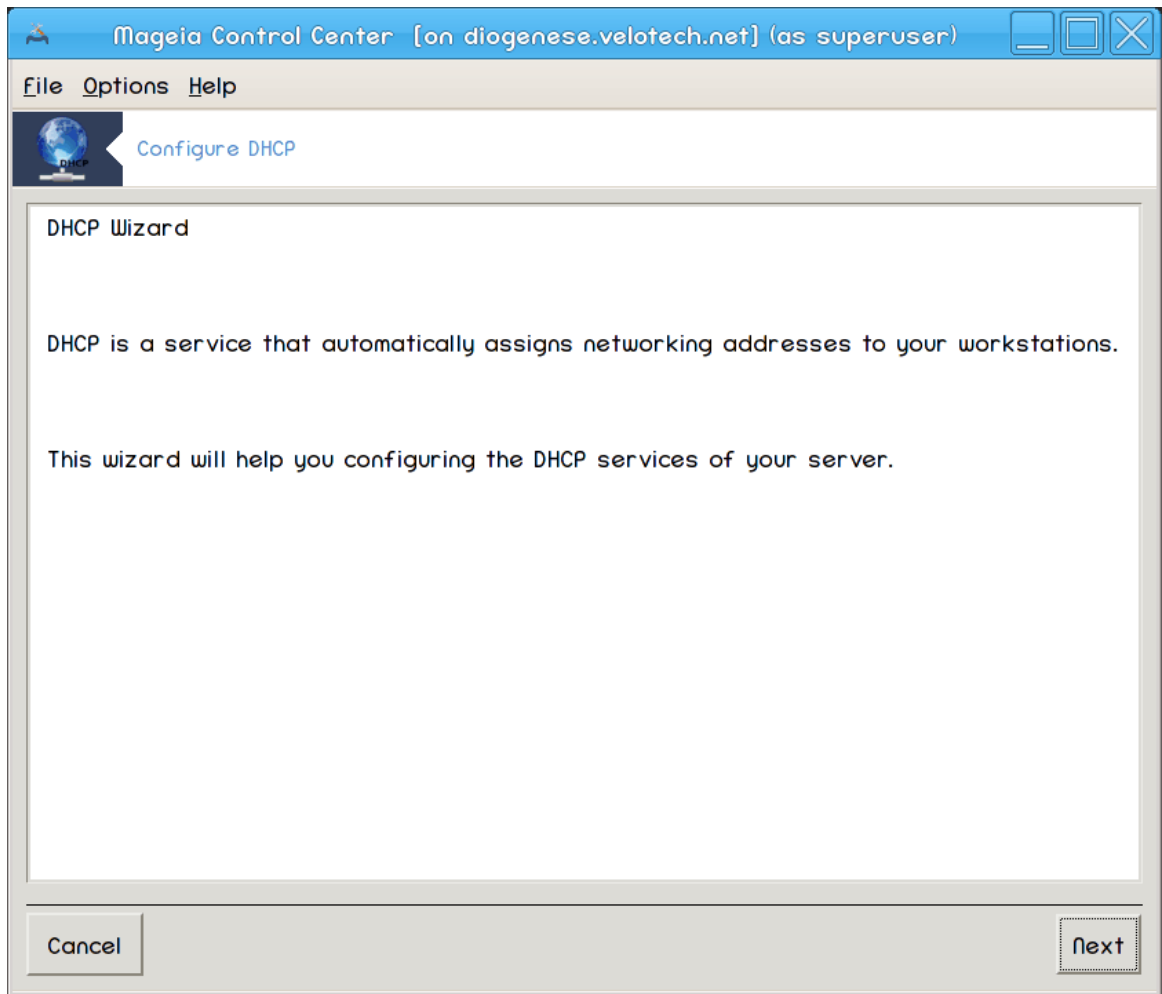 Mageia Control Center [on diogenese.velotech.net] (as superuser)
File Options Help
DHCP
Configure DHCP
DHCP Wizard
DHCP is a service that automatically assigns networking addresses to your workstations.
This wizard will help you configuring the DHCP services of your server.
Cancel
Next